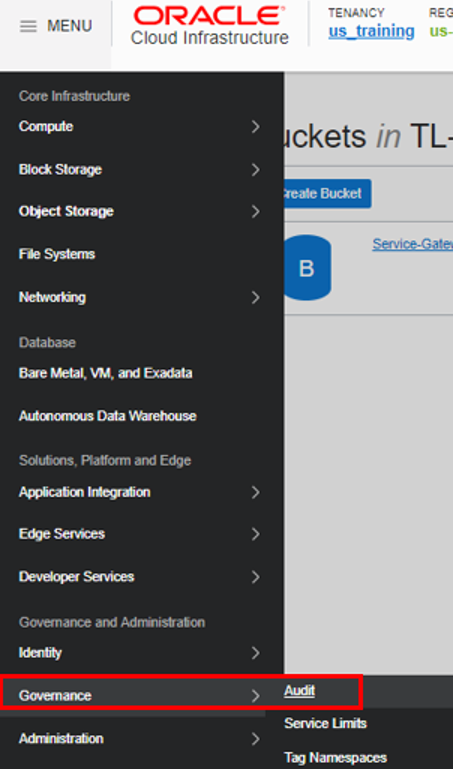 MENU
ORACLE®
Cloud Infrastructure
TENANCY
us_training
REG
us-
Core Infrastructure
Compute
Block Storage
Object Storage
File Systems
Networking
Database
Bare Metal, VM, and Exadata
Autonomous Data Warehouse
Solutions, Platform and Edge
Application Integration
Edge Services
Developer Services
Governance and Administration
Identity
Governance
Administration
uckets in TL-
reate Bucket
B
Service-Gatew
Audit
Service Limits
Tag Namespaces